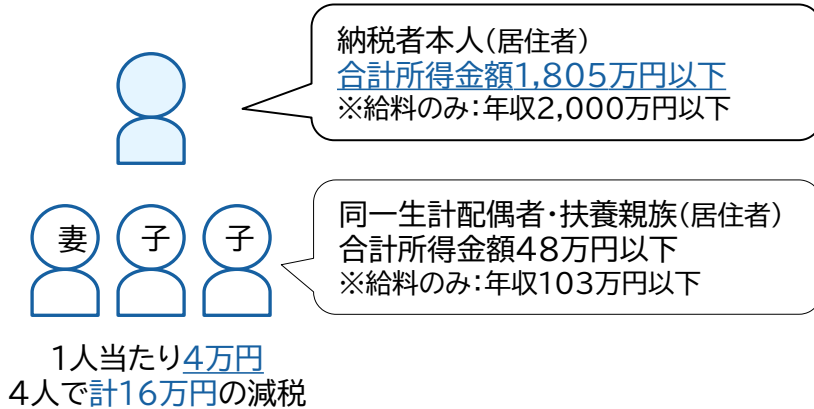 納税者本人(居住者)
合計所得金額1,805万円以下
※給料のみ:年収2,000万円以下
妻 子 子
同一生計配偶者・扶養親族(居住者)
合計所得金額48万円以下
※給料のみ:年収103万円以下
1人当たり4万円
4人で計16万円の減税